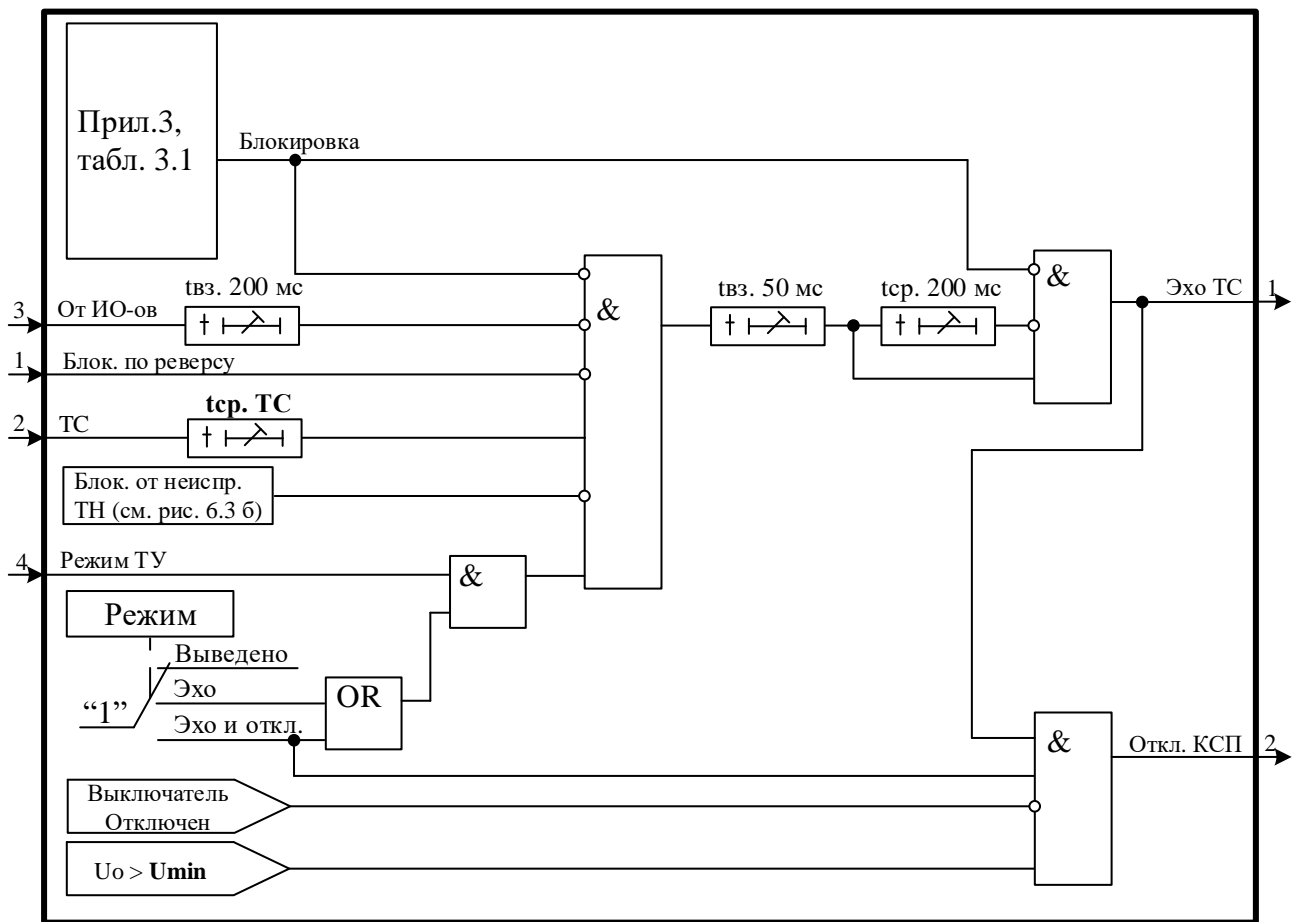 Прил.3,
табл. 3.1
Блокировка
tвз. 200 мс
tвз. 50 мс
tср. 200 мс
&
Эхо ТС
1
3
От ИО-ов
&
1
Блок. по реверсу
tср. ТС
2
ТС
Блок. от неиспр.
ТН (см. рис. 6.3 б)
4
Режим ТУ
&
Режим
Выведено
Эхо
OR
“1”
Эхо и откл.
&
Откл. КСП
2
Выключатель
Отключен
Uо > Umin